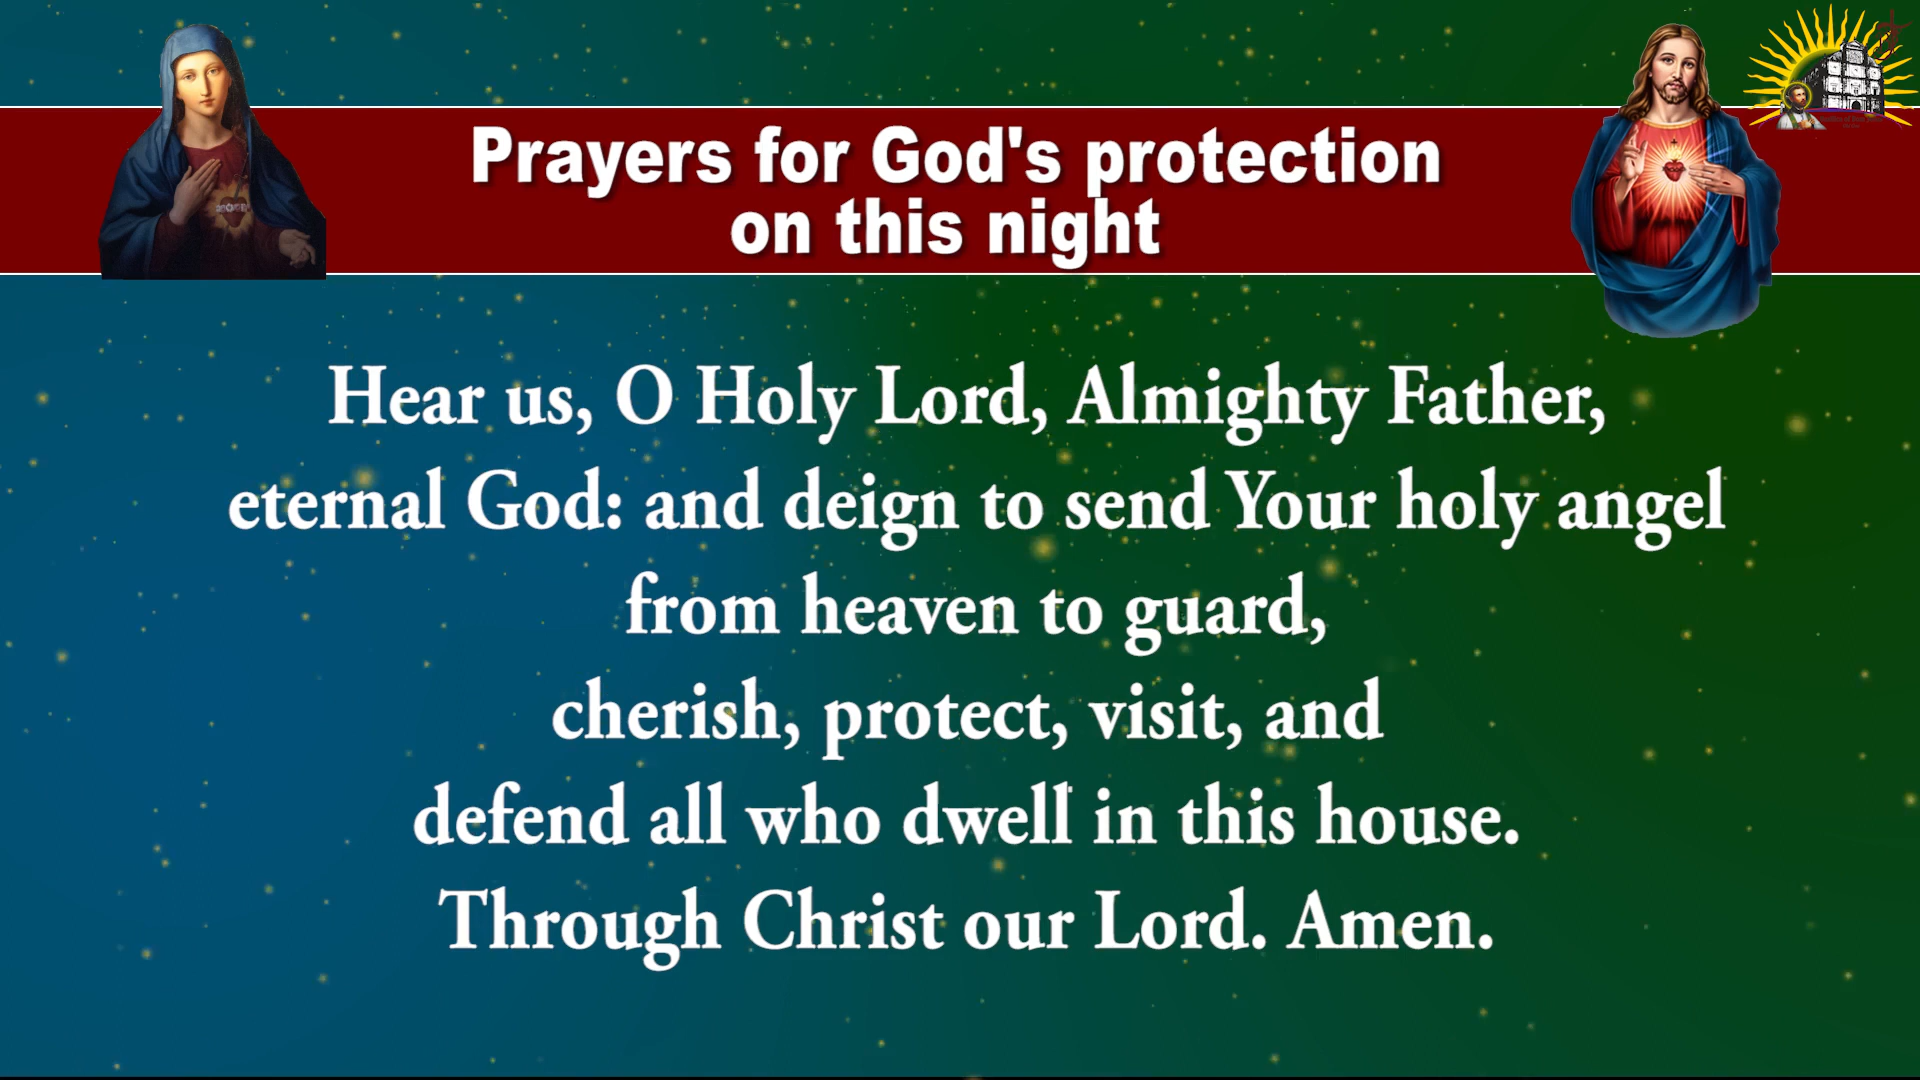 Prayers for God's protection
on this night
Hear us, O Holy Lord, Almighty Father,
eternal God: and deign to send Your holy angel
from heaven to guard,
cherish, protect, visit, and
defend all who dwell in this house.
Through Christ our Lord. Amen.